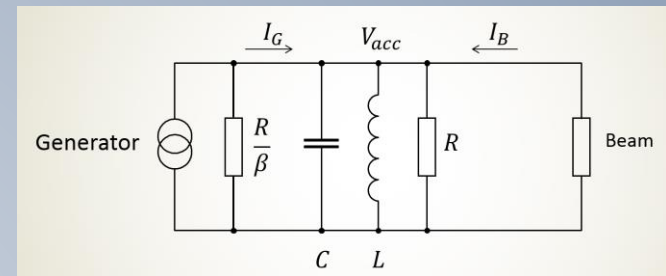 I_G V_acc I_B
Generator R/β R Beam
C L